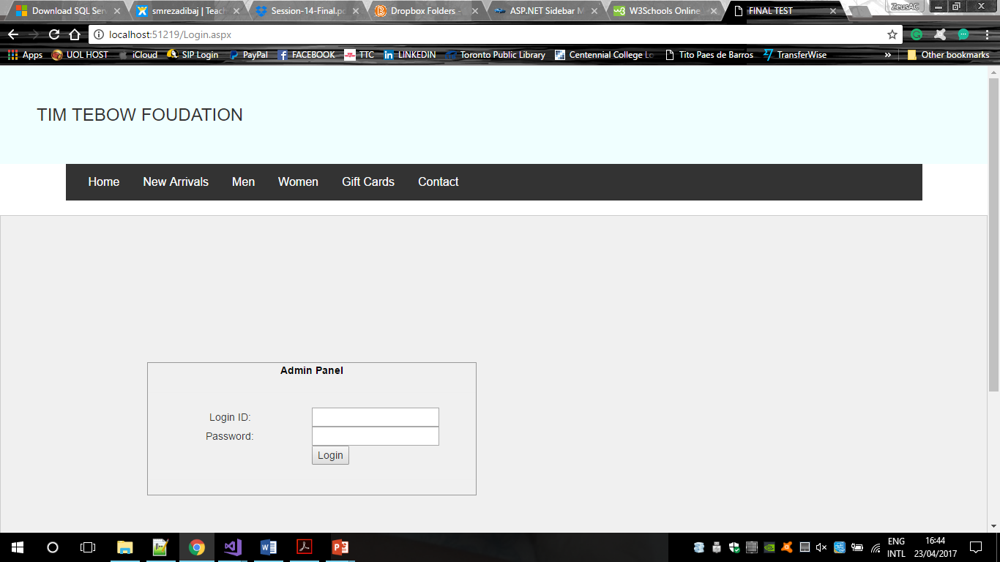 Download SQL Serv
smrezadibaj | Teac
Session-14-Final.p
Dropbox Folders -
ASP.NET Sidebar M
W3Schools Online
FINAL TEST
ZeusAC
localhost:51219/Login.aspx
Apps
UOL HOST
iCloud
SIP Login
PayPal
FACEBOOK
TTC
LINKEDIN
Toronto Public Library
Centennial College Lo
Tito Paes de Barros
TransferWise
»
Other bookmarks
TIM TEBOW FOUDATION
Home New Arrivals Men Women Gift Cards Contact
Admin Panel
Login ID:
Password:
Login
ENG
INTL
16:44
23/04/2017